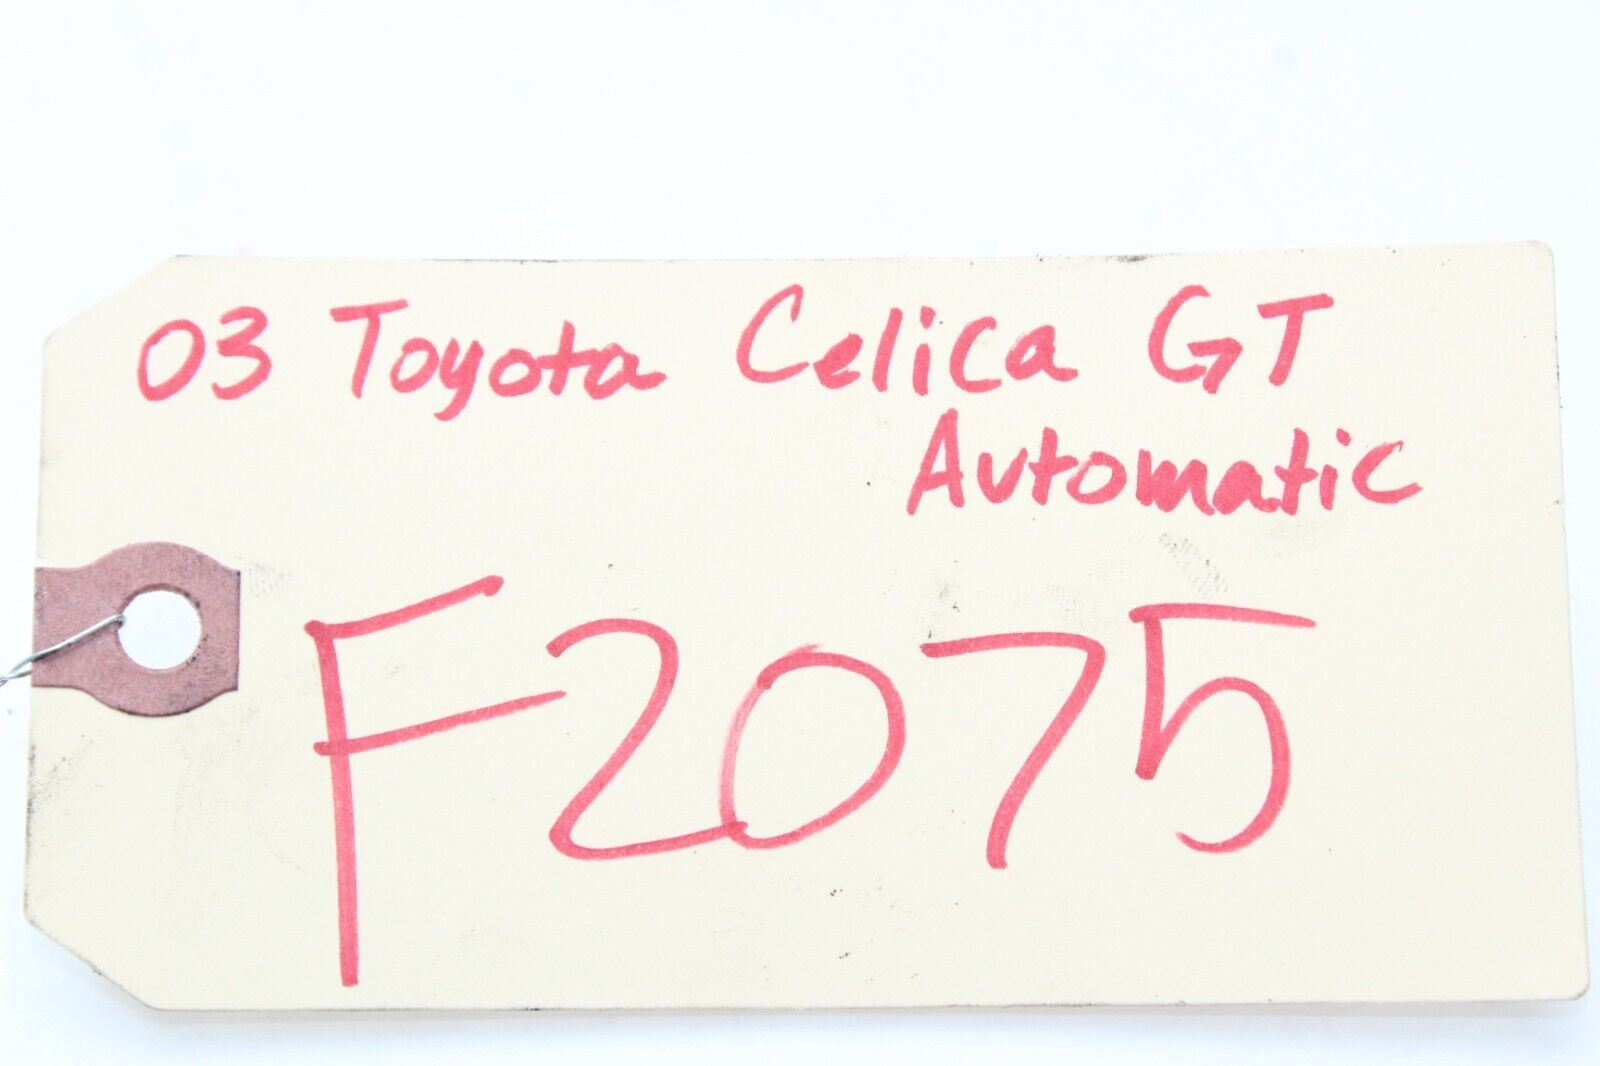 03 Toyota Celica GT
Automatic
F2075